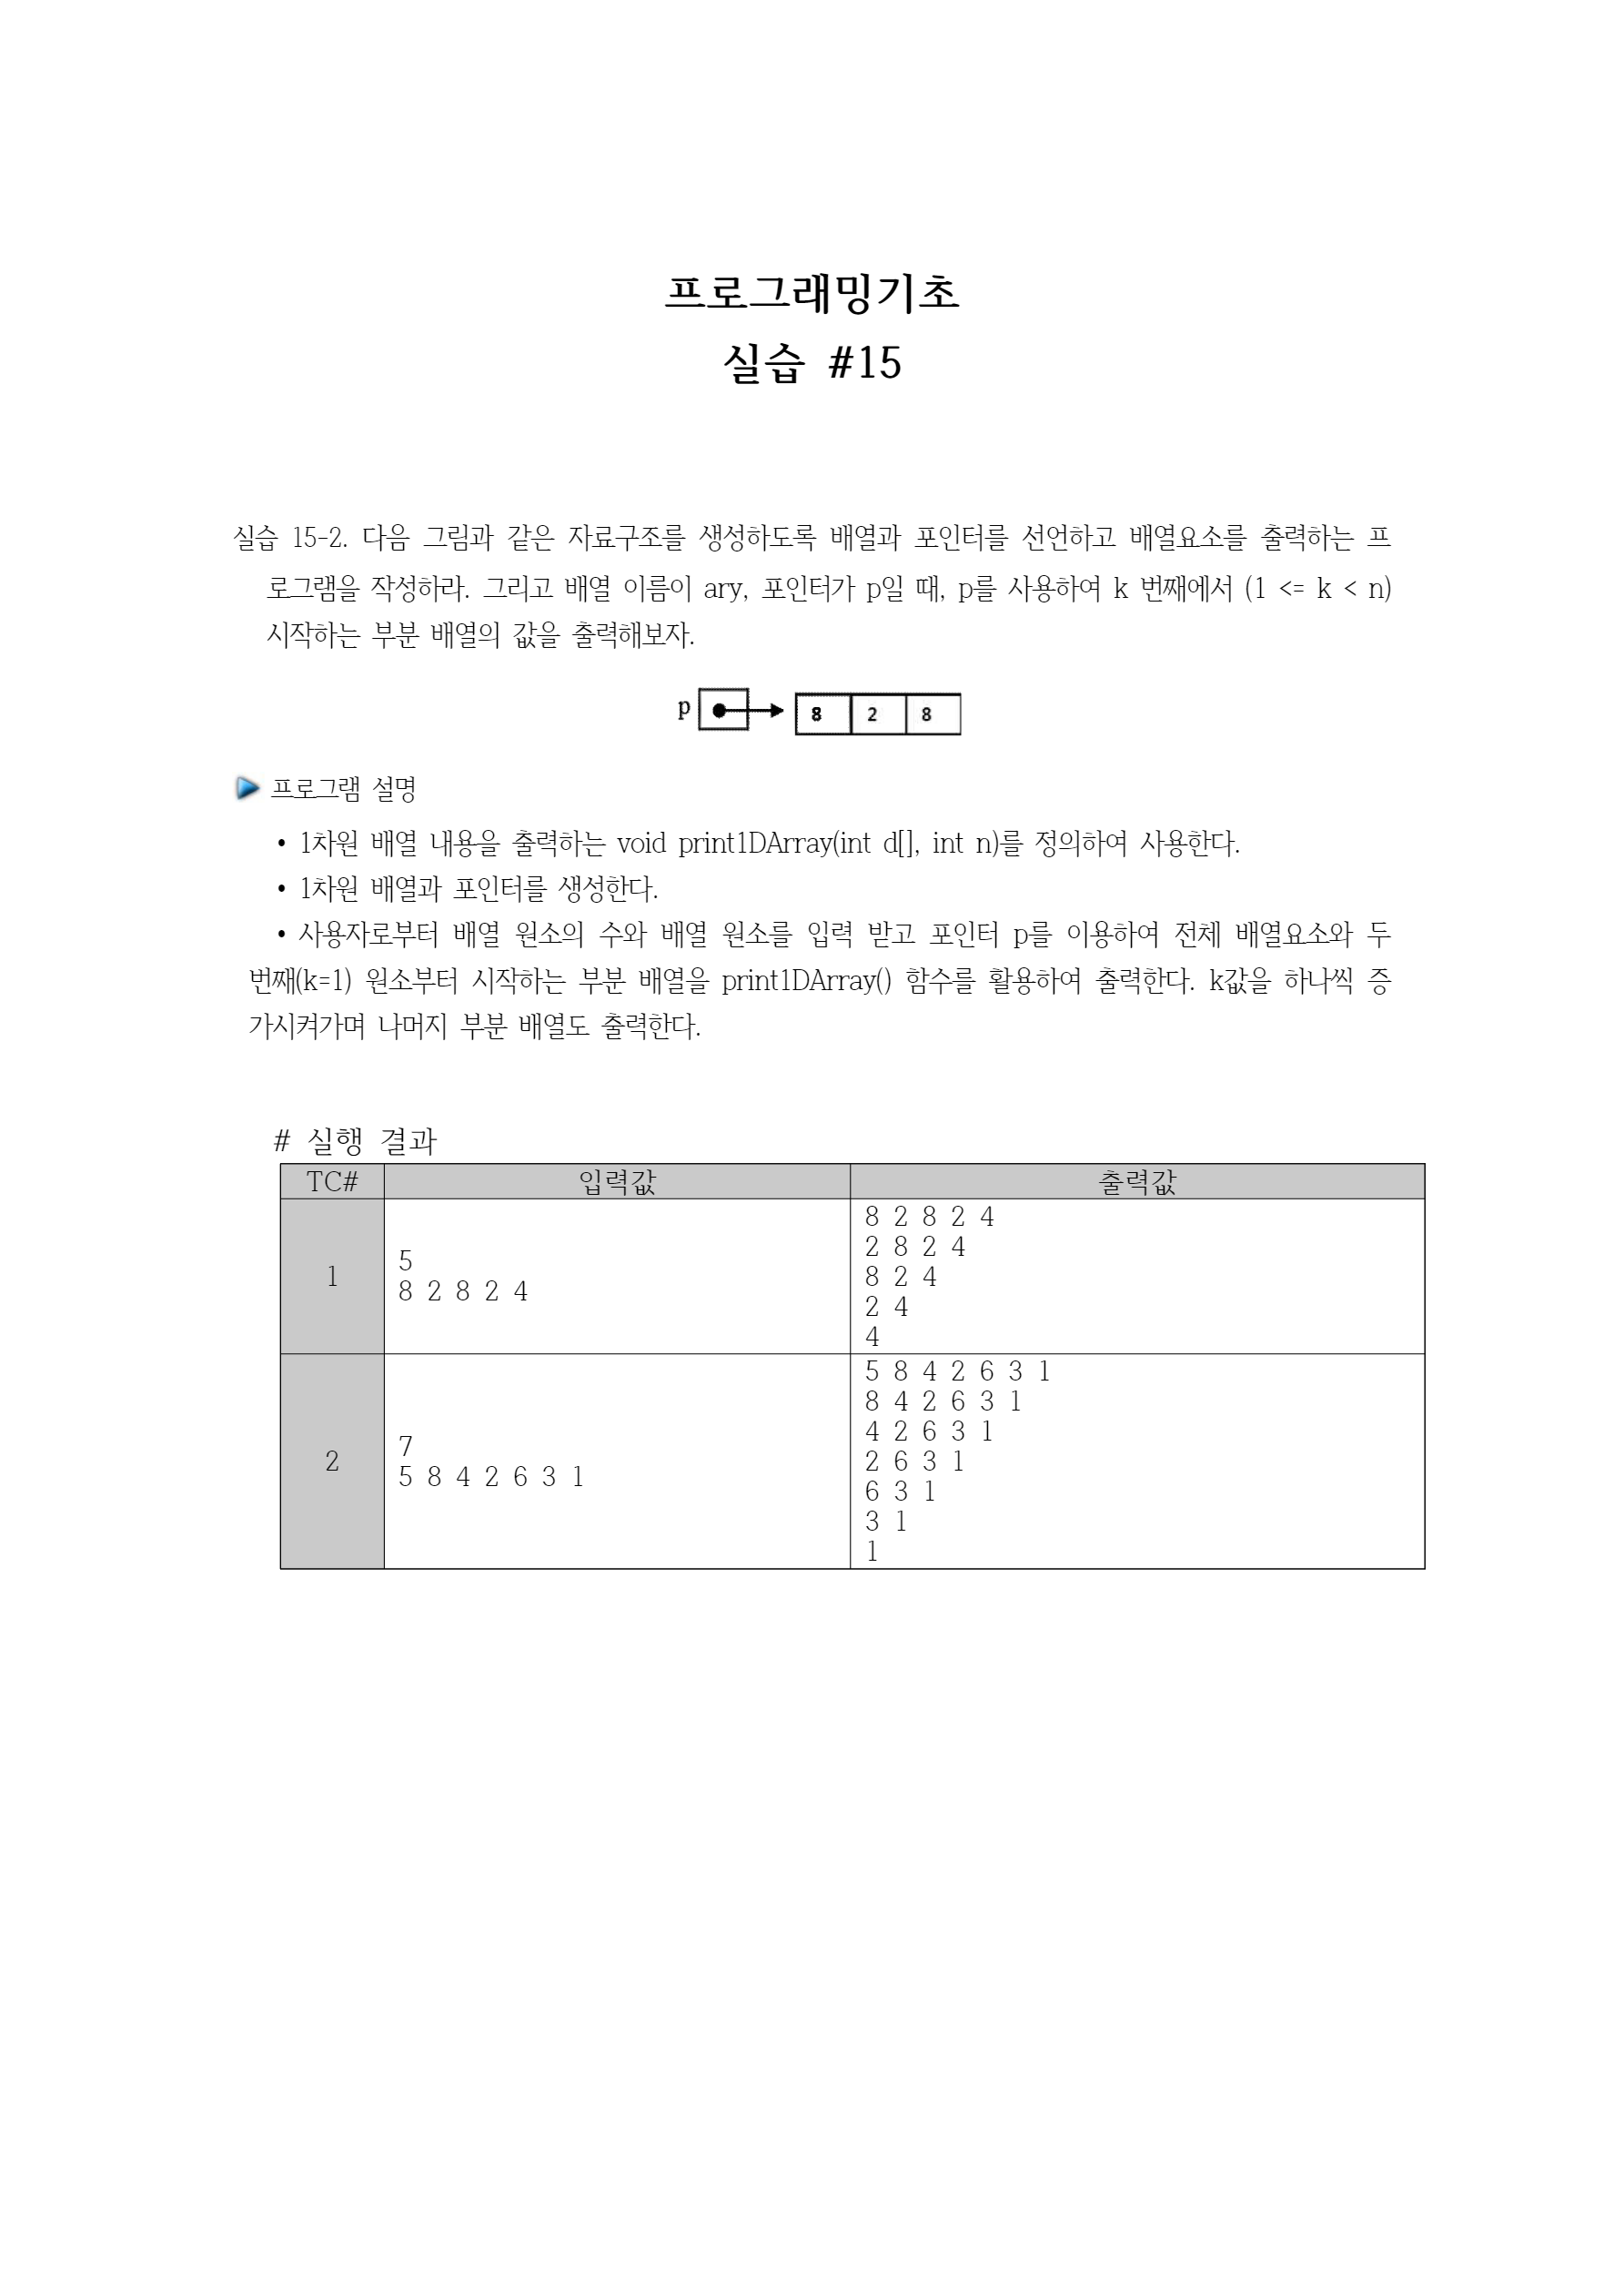 프로그래밍기초
실습 #15
실습 15-2. 다음 그림과 같은 자료구조를 생성하도록 배열과 포인터를 선언하고 배열요소를 출력하는 프
로그램을 작성하라. 그리고 배열 이름이 ary, 포인터가 p일 때, p를 사용하여 k 번째에서 (1 <= k < n)
시작하는 부분 배열의 값을 출력해보자.
p 8 2 8
프로그램 설명
• 1차원 배열 내용을 출력하는 void print1DArray(int d[], int n)를 정의하여 사용한다.
• 1차원 배열과 포인터를 생성한다.
• 사용자로부터 배열 원소의 수와 배열 원소를 입력 받고 포인터 p를 이용하여 전체 배열요소와 두
번째(k=1) 원소부터 시작하는 부분 배열을 print1DArray() 함수를 활용하여 출력한다. k값을 하나씩 증
가시켜가며 나머지 부분 배열도 출력한다.
# 실행 결과
TC# 입력값 출력값
1
5
8 2 8 2 4
8 2 8 2 4
2 8 2 4
8 2 4
2 4
4
2
7
5 8 4 2 6 3 1
5 8 4 2 6 3 1
8 4 2 6 3 1
4 2 6 3 1
2 6 3 1
6 3 1
3 1
1